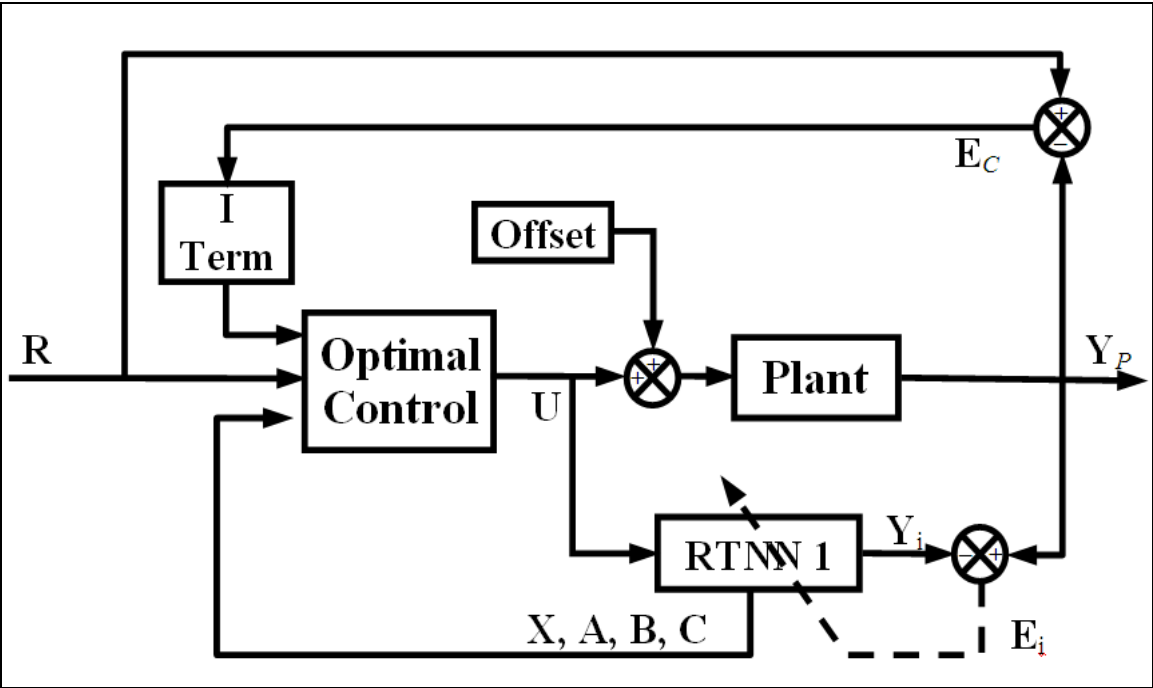 +
−
E_C
I
Term
Offset
R
Optimal
Control
U
+
+
Plant
Y_P
RTNN 1
Y_i
− +
X, A, B, C
E_i